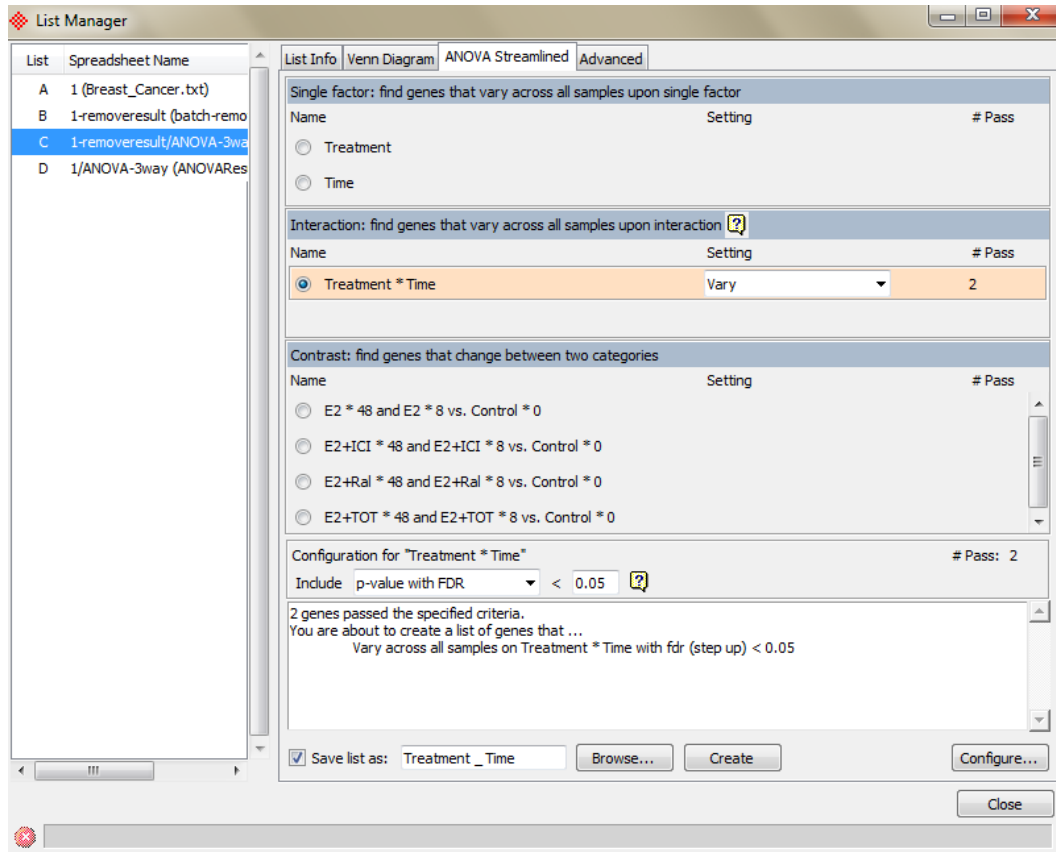 List Manager
List Spreadsheet Name
A 1 (Breast_Cancer.txt)
B 1-removeresult (batch-remo
C 1-removeresult/ANOVA-3wa
D 1/ANOVA-3way (ANOVARes
List Info Venn Diagram ANOVA Streamlined Advanced
Single factor: find genes that vary across all samples upon single factor
Name Setting # Pass
Treatment
Time
Interaction: find genes that vary across all samples upon interaction ?
Name Setting # Pass
Treatment * Time Vary 2
Contrast: find genes that change between two categories
Name Setting # Pass
E2 * 48 and E2 * 8 vs. Control * 0
E2+ICI * 48 and E2+ICI * 8 vs. Control * 0
E2+Ral * 48 and E2+Ral * 8 vs. Control * 0
E2+TOT * 48 and E2+TOT * 8 vs. Control * 0
Configuration for "Treatment * Time" # Pass: 2
Include p-value with FDR < 0.05 ?
2 genes passed the specified criteria.
You are about to create a list of genes that ...
Vary across all samples on Treatment * Time with fdr (step up) < 0.05
Save list as: Treatment _ Time Browse... Create Configure...
Close